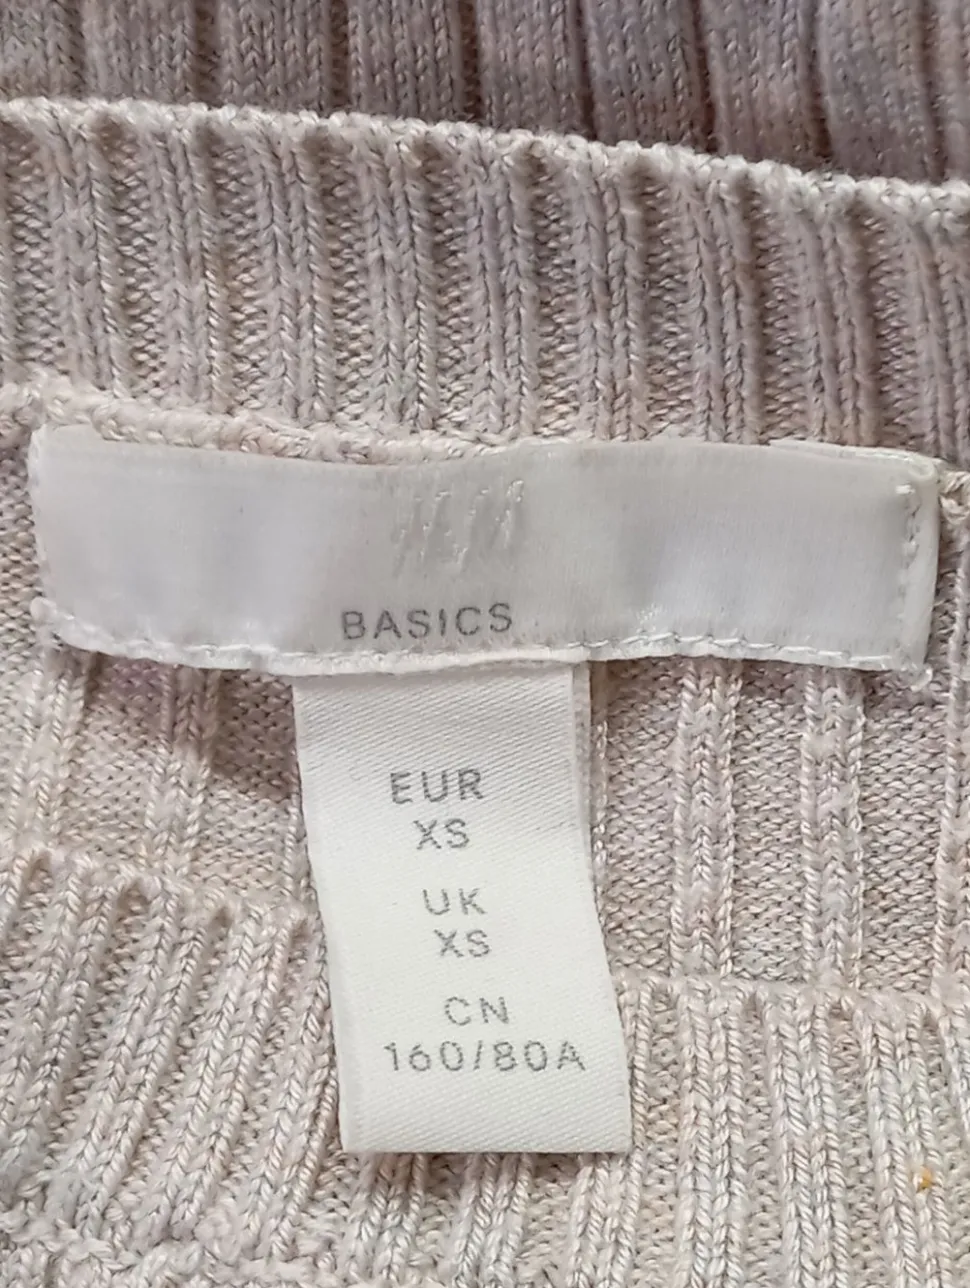 H&M
BASICS
EUR
XS
UK
XS
CN
160/80A